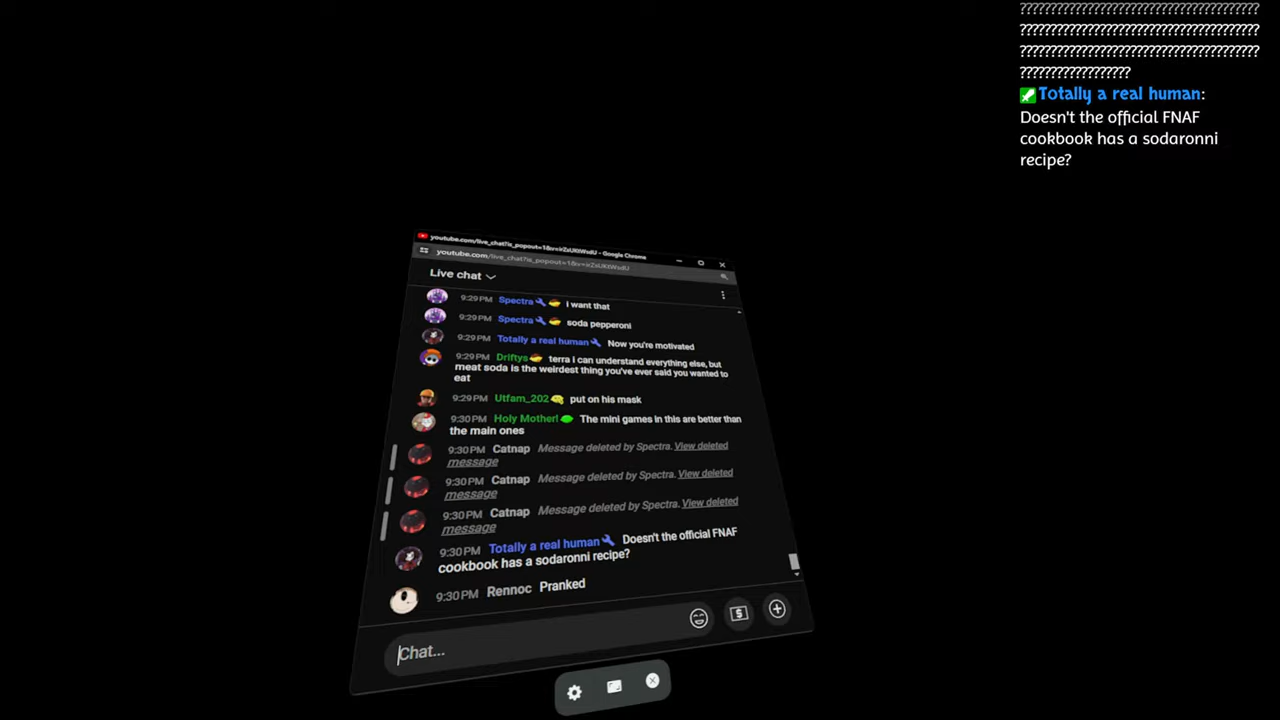 ?????????????????????????????????????????
?????????????????????????????????????????
?????????????????????????????????????????
???????????????????
Totally a real human:
Doesn't the official FNAF
cookbook has a sodaronni
recipe?
Live chat
9:29 PM Spectra i want that
9:29 PM Spectra soda pepperoni
9:29 PM Totally a real human Now you're motivated
9:29 PM Driftys terra i can understand everything else, but
meat soda is the weirdest thing you've ever said you wanted to
eat
9:29 PM Utfam_202 put on his mask
9:30 PM Holy Mother! The mini games in this are better than
the main ones
9:30 PM Catnap Message deleted by Spectra. View deleted
message
9:30 PM Catnap Message deleted by Spectra. View deleted
message
9:30 PM Catnap Message deleted by Spectra. View deleted
message
9:30 PM Totally a real human Doesn't the official FNAF
cookbook has a sodaronni recipe?
9:30 PM Rennoc Pranked
Chat...